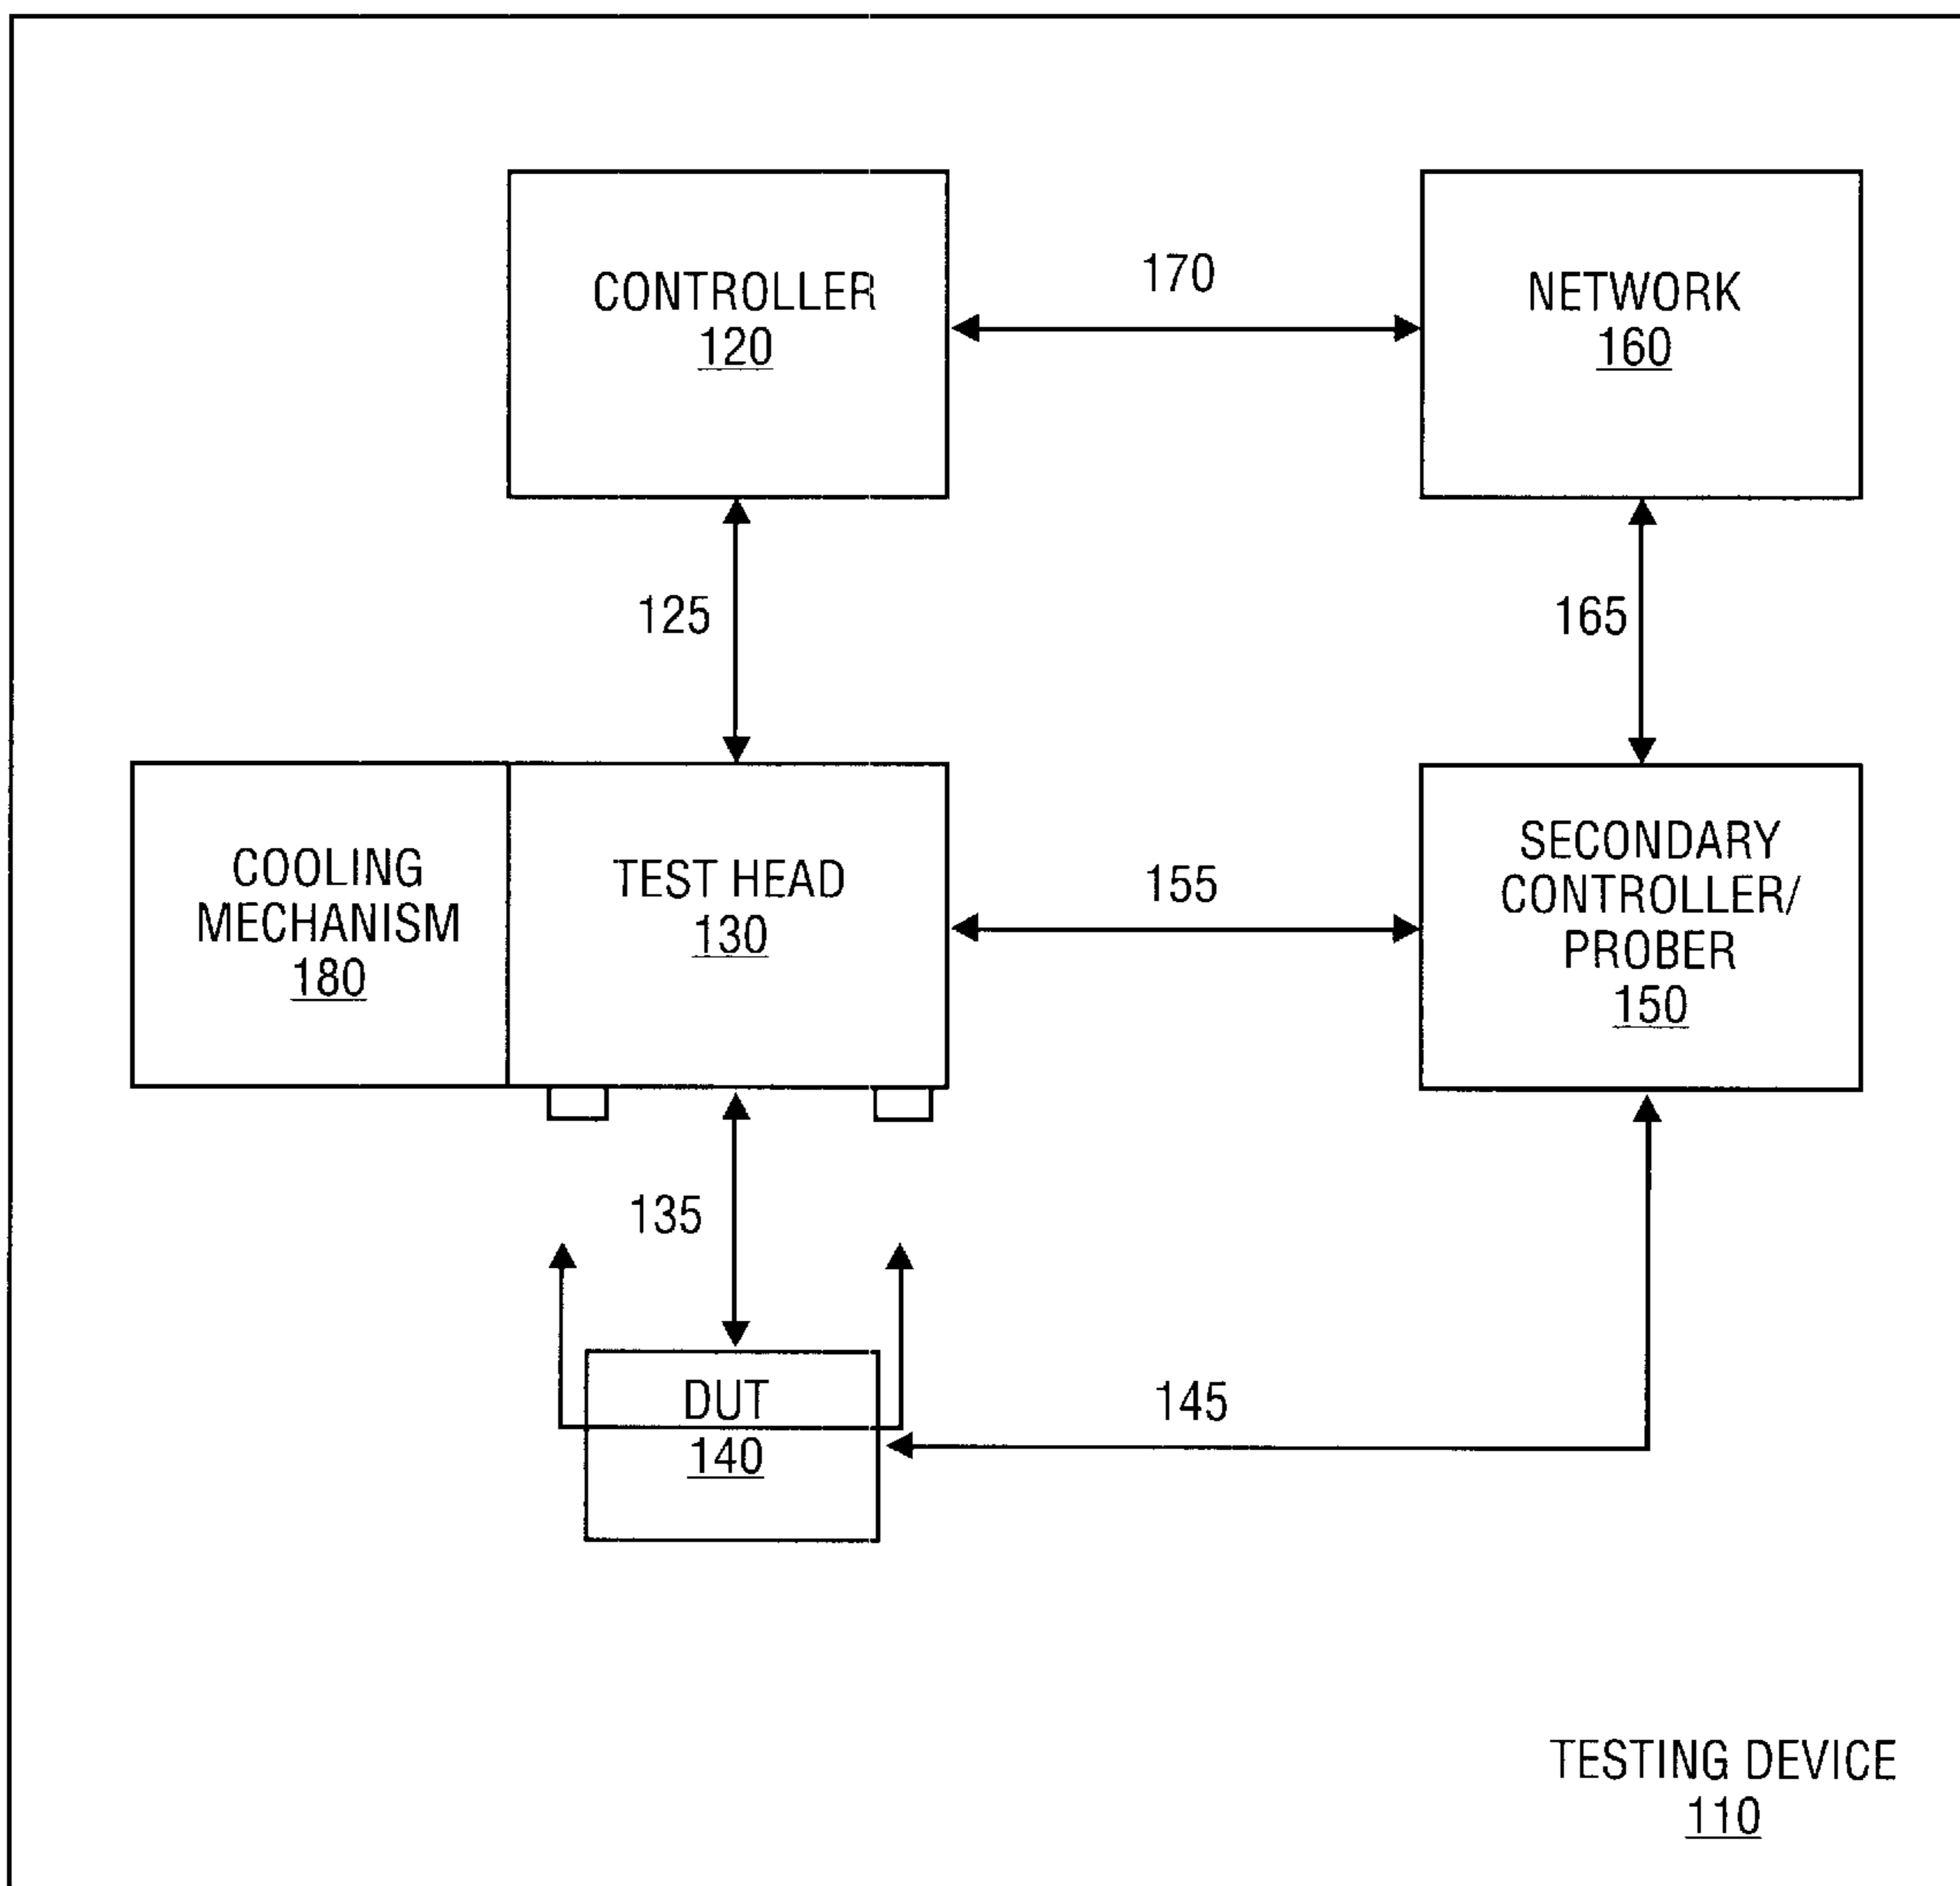 CONTROLLER
120
170
NETWORK
160
125
165
COOLING
MECHANISM
180
TEST HEAD
130
155
SECONDARY
CONTROLLER/
PROBER
150
135
DUT
140
145
TESTING DEVICE
110